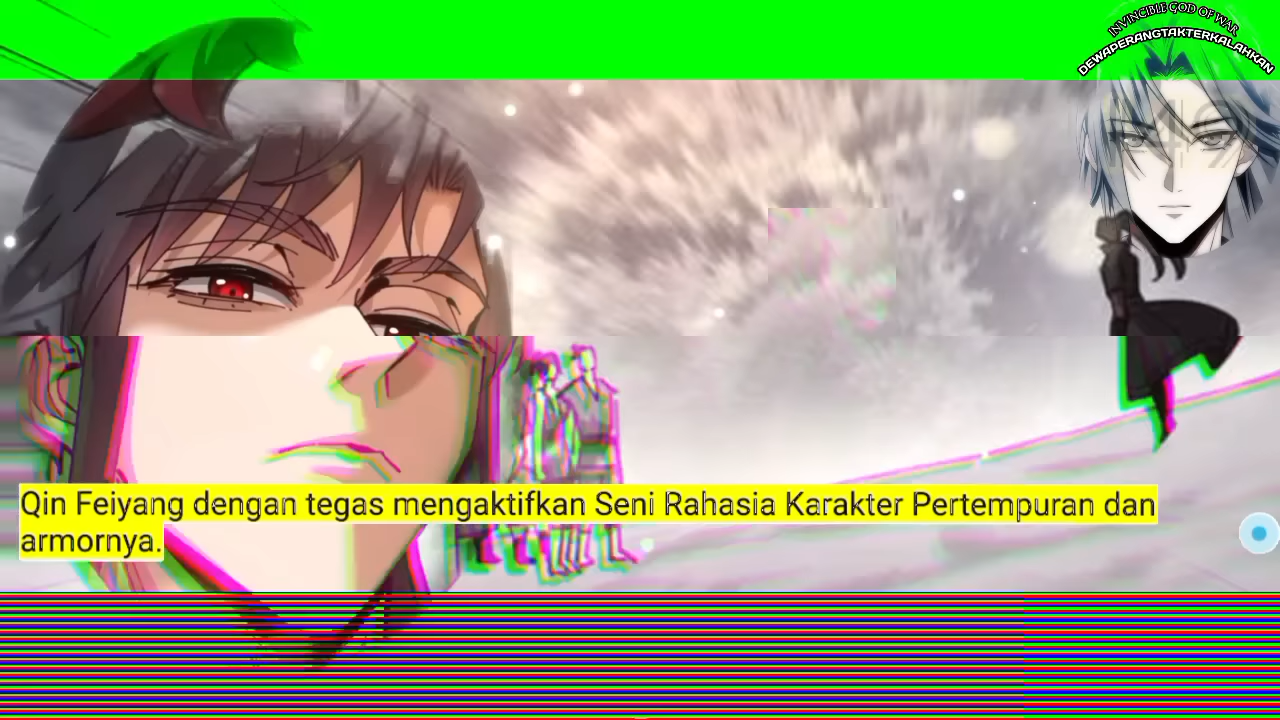 INVINCIBLE GOD OF WAR
DEWAPERANGTAKTERKALAHKAN
Qin Feiyang dengan tegas mengaktifkan Seni Rahasia Karakter Pertempuran dan
armornya.